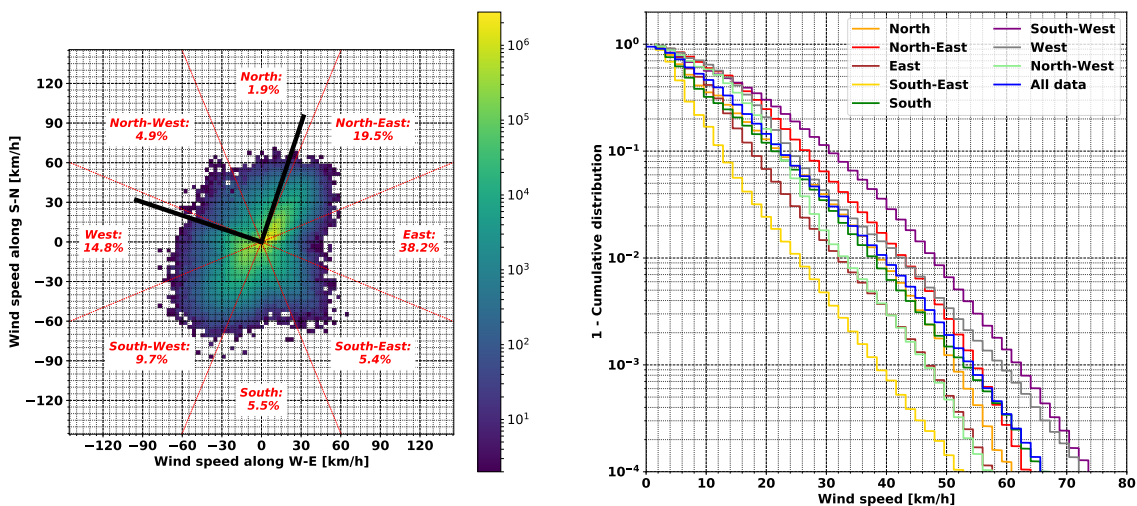 North:
1.9%
North-West:
4.9%
North-East:
19.5%
West:
14.8%
East:
38.2%
South-West:
9.7%
South-East:
5.4%
South:
5.5%
120
90
60
30
0
−30
−60
−90
−120
Wind speed along S-N [km/h]
−120 −90 −60 −30 0 30 60 90 120
Wind speed along W-E [km/h]
10^6
10^5
10^4
10^3
10^2
10^1
10^0
10^−1
10^−2
10^−3
10^−4
1 - Cumulative distribution
North
North-East
East
South-East
South
South-West
West
North-West
All data
0 10 20 30 40 50 60 70 80
Wind speed [km/h]